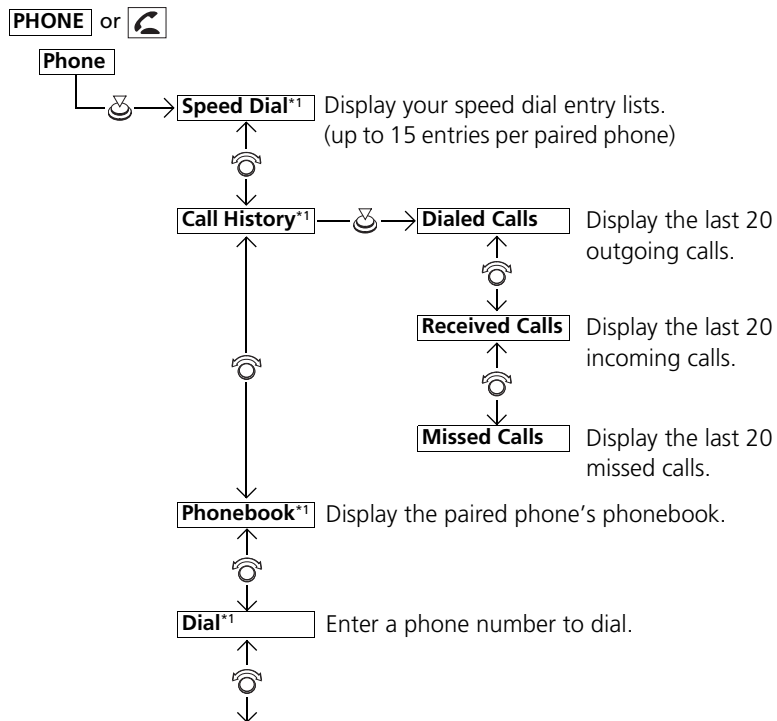 PHONE or
Phone
Speed Dial*1 Display your speed dial entry lists.
(up to 15 entries per paired phone)
Call History*1 Dialed Calls Display the last 20
outgoing calls.
Received Calls Display the last 20
incoming calls.
Missed Calls Display the last 20
missed calls.
Phonebook*1 Display the paired phone’s phonebook.
Dial*1 Enter a phone number to dial.